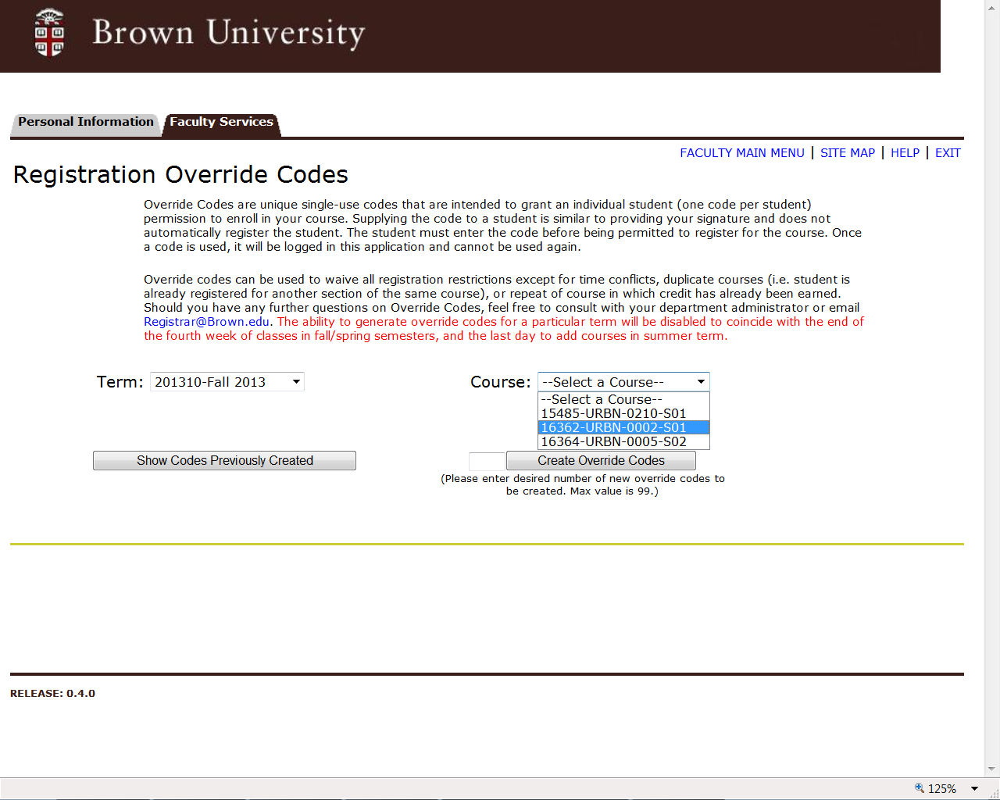 Brown University
Personal Information
Faculty Services
FACULTY MAIN MENU | SITE MAP | HELP | EXIT
Registration Override Codes
Override Codes are unique single-use codes that are intended to grant an individual student (one code per student)
permission to enroll in your course. Supplying the code to a student is similar to providing your signature and does not
automatically register the student. The student must enter the code before being permitted to register for the course. Once
a code is used, it will be logged in this application and cannot be used again.
Override codes can be used to waive all registration restrictions except for time conflicts, duplicate courses (i.e. student is
already registered for another section of the same course), or repeat of course in which credit has already been earned.
Should you have any further questions on Override Codes, feel free to consult with your department administrator or email
Registrar@Brown.edu. The ability to generate override codes for a particular term will be disabled to coincide with the end of
the fourth week of classes in fall/spring semesters, and the last day to add courses in summer term.
Term: 201310-Fall 2013
Course: --Select a Course--
--Select a Course--
15485-URBN-0210-S01
16362-URBN-0002-S01
16364-URBN-0005-S02
Show Codes Previously Created
Create Override Codes
(Please enter desired number of new override codes to
be created. Max value is 99.)
RELEASE: 0.4.0
125%